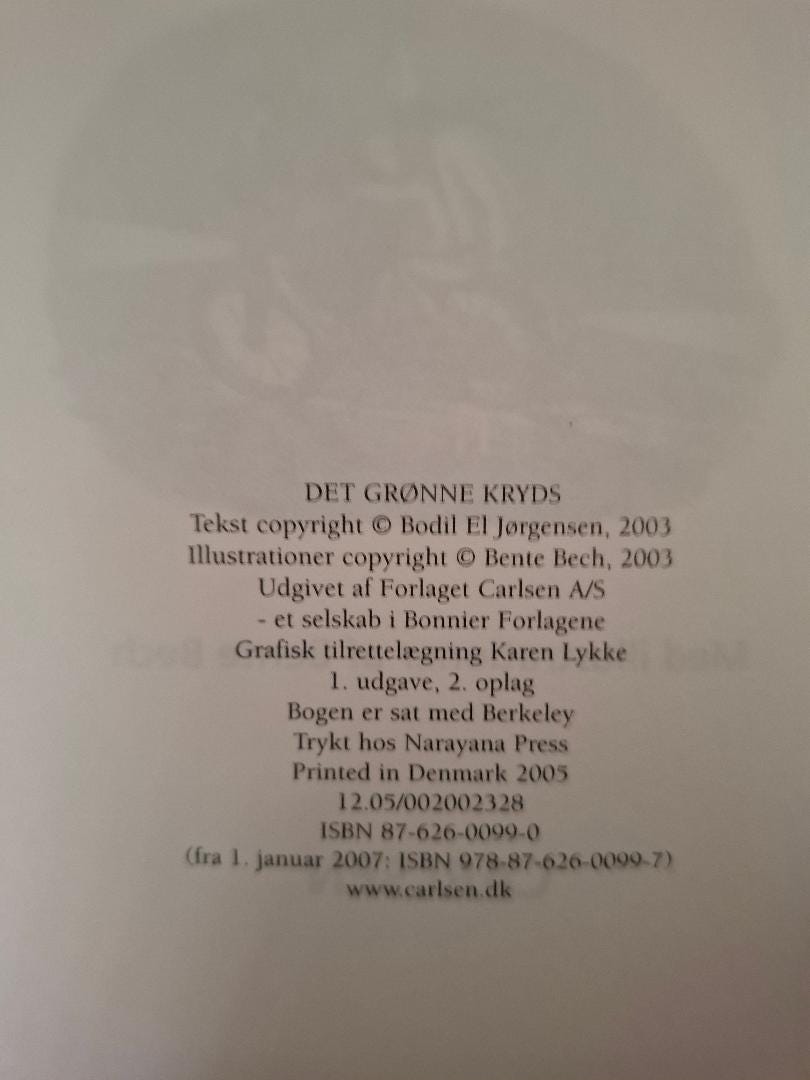 DET GRØNNE KRYDS
Tekst copyright © Bodil El Jørgensen, 2003
Illustrationer copyright © Bente Bech, 2003
Udgivet af Forlaget Carlsen A/S
- et selskab i Bonnier Forlagene
Grafisk tilrettelægning Karen Lykke
1. udgave, 2. oplag
Bogen er sat med Berkeley
Trykt hos Narayana Press
Printed in Denmark 2005
12.05/002002328
ISBN 87-626-0099-0
(fra 1. januar 2007: ISBN 978-87-626-0099-7)
www.carlsen.dk